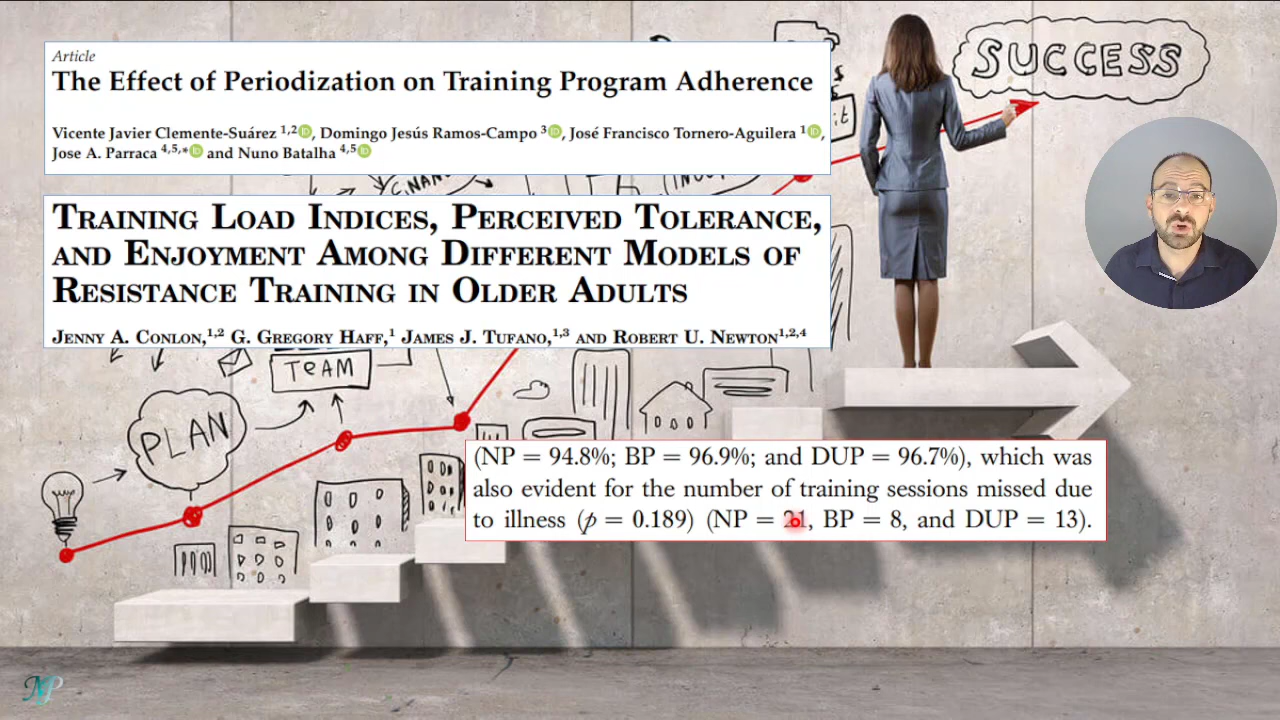 Article
The Effect of Periodization on Training Program Adherence
Vicente Javier Clemente-Suárez 1,2, Domingo Jesús Ramos-Campo 3, José Francisco Tornero-Aguilera 1,
Jose A. Parraca 4,5,* and Nuno Batalha 4,5
SUCCESS
TRAINING LOAD INDICES, PERCEIVED TOLERANCE,
AND ENJOYMENT AMONG DIFFERENT MODELS OF
RESISTANCE TRAINING IN OLDER ADULTS
JENNY A. CONLON,1,2 G. GREGORY HAFF,1 JAMES J. TUFANO,1,3 AND ROBERT U. NEWTON1,2,4
TEAM
PLAN
(NP = 94.8%; BP = 96.9%; and DUP = 96.7%), which was
also evident for the number of training sessions missed due
to illness (p = 0.189) (NP = 21, BP = 8, and DUP = 13).
NP